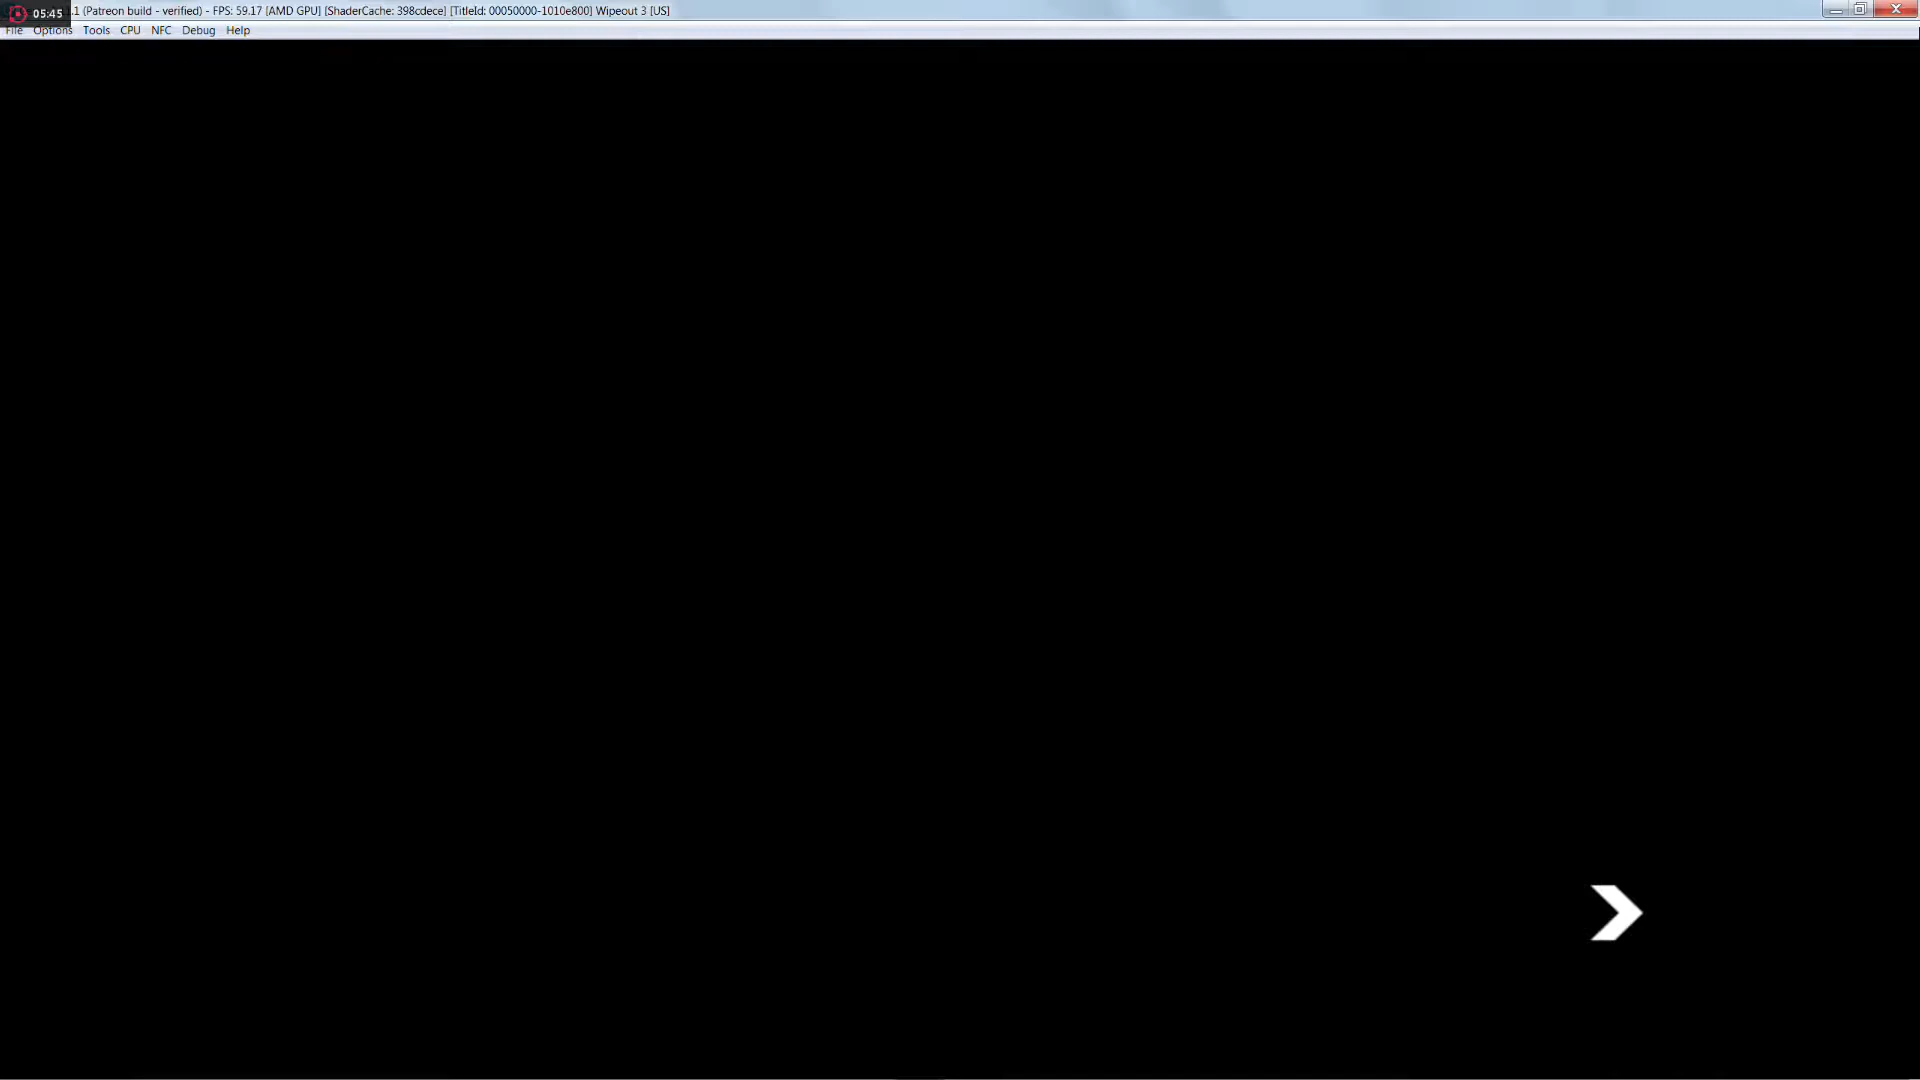 05:45 .1 (Patreon build - verified) - FPS: 59.17 [AMD GPU] [ShaderCache: 398cdece] [TitleId: 00050000-1010e800] Wipeout 3 [US]
File Options Tools CPU NFC Debug Help